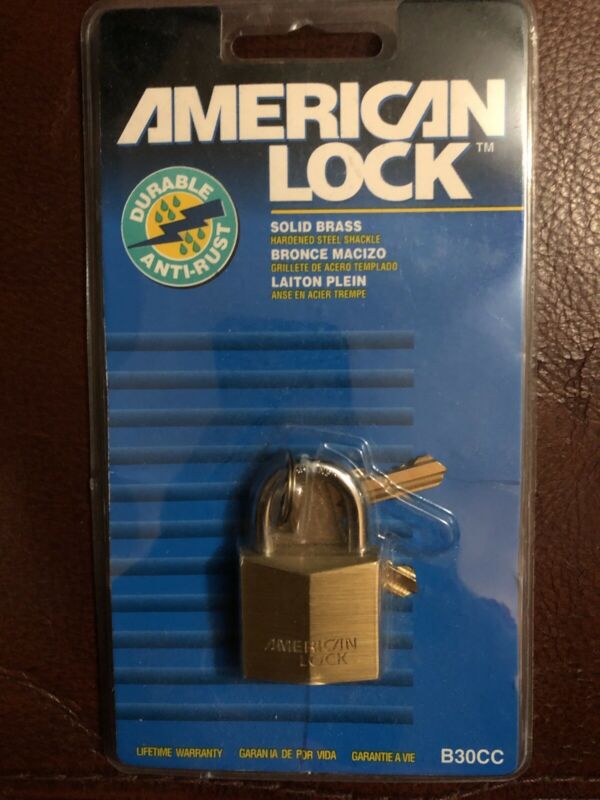 AMERICAN
LOCK™
DURABLE
ANTI-RUST
SOLID BRASS
HARDENED STEEL SHACKLE
BRONCE MACIZO
GRILLETE DE ACERO TEMPLADO
LAITON PLEIN
ANSE EN ACIER TREMPE
AMERICAN
LOCK
LIFETIME WARRANTY GARANIA DE POR VIDA GARANTIE A VIE B30CC